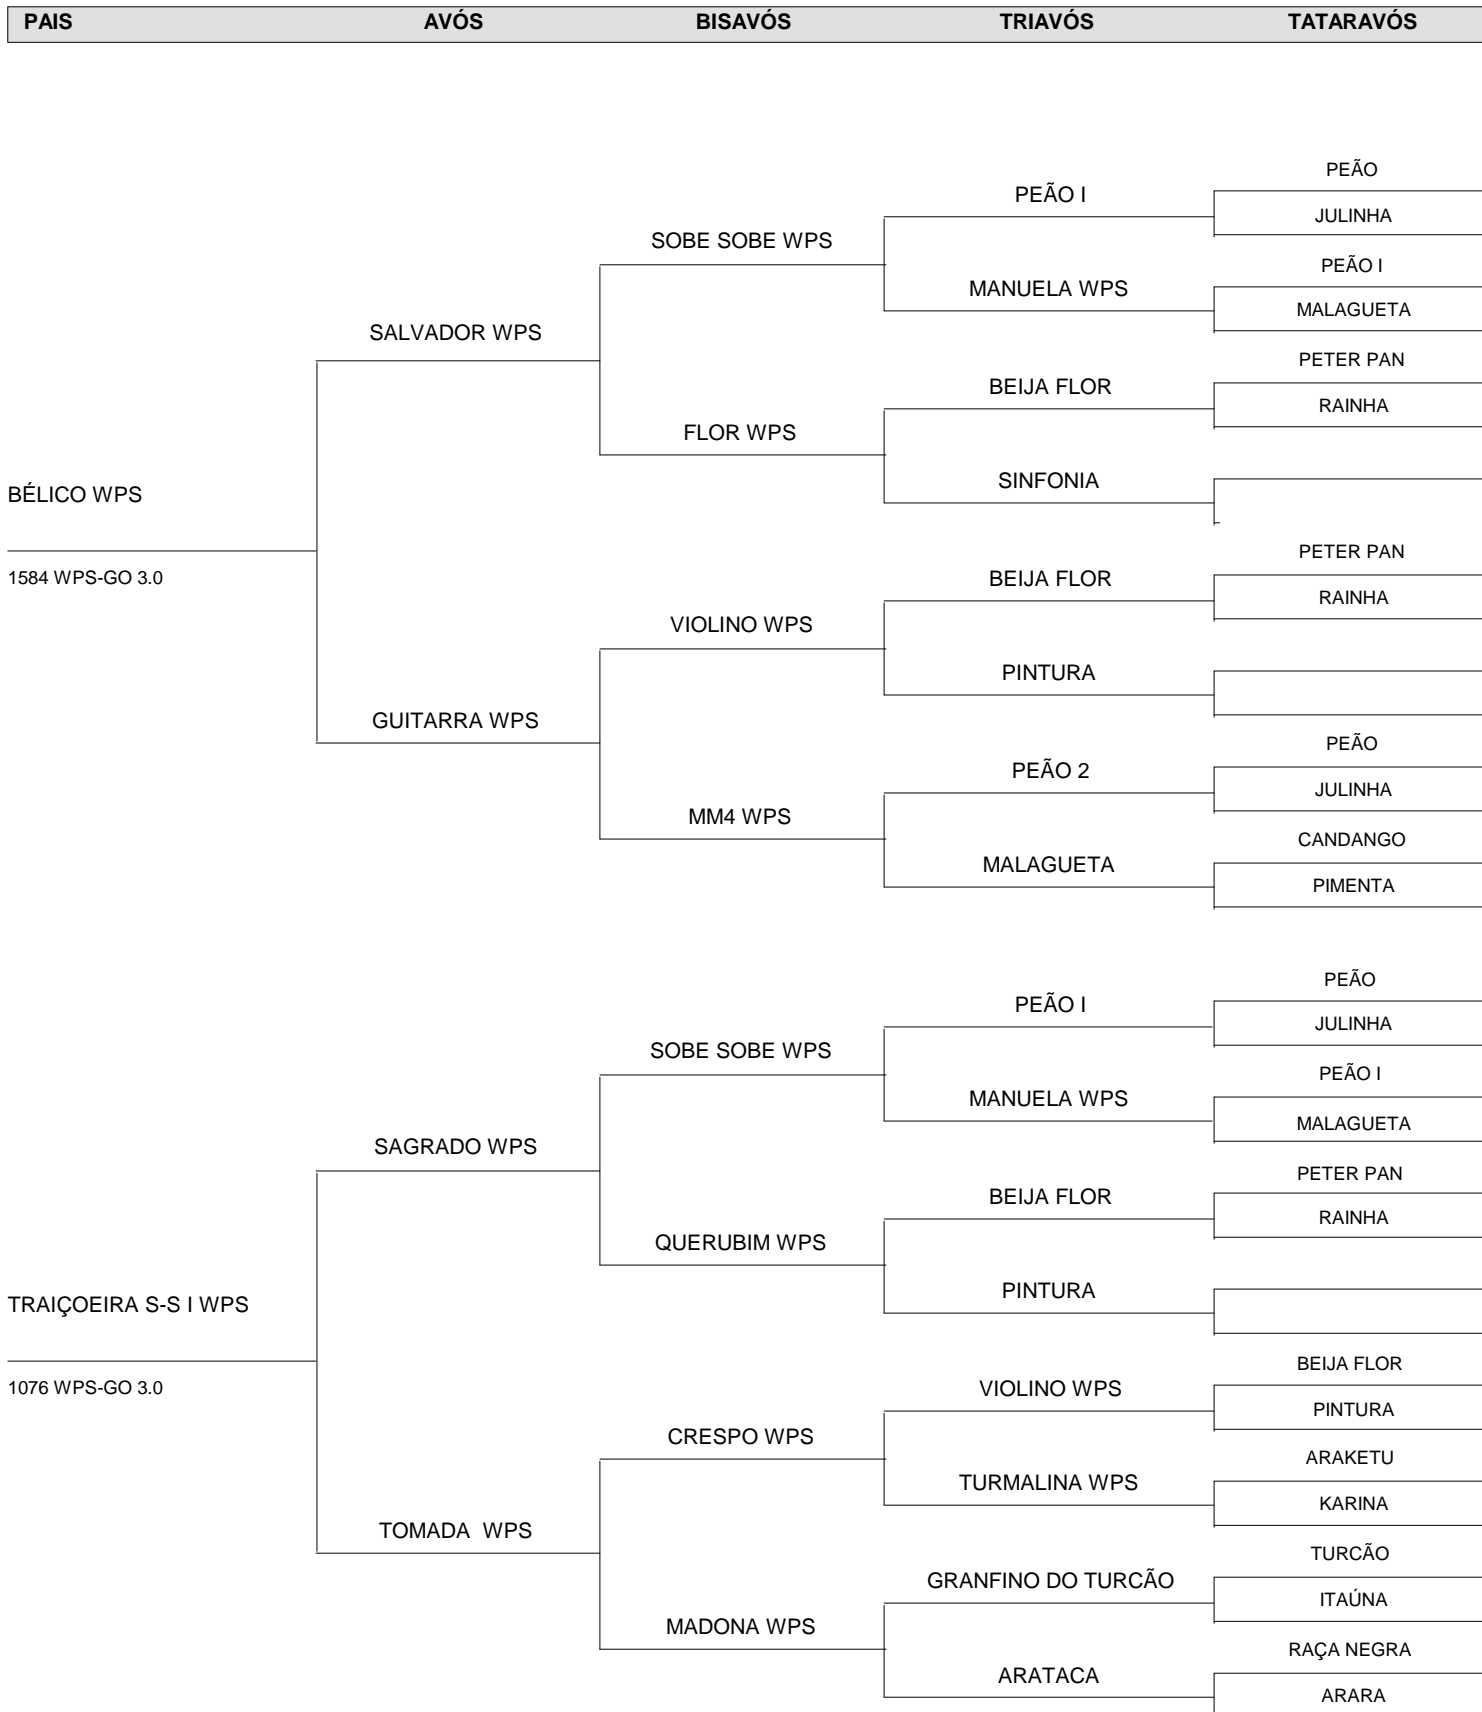 PAIS AVÓS BISAVÓS TRIAVÓS TATARAVÓS
PEÃO
PEÃO I
JULINHA
SOBE SOBE WPS
PEÃO I
MANUELA WPS
MALAGUETA
SALVADOR WPS
PETER PAN
BEIJA FLOR
RAINHA
FLOR WPS
SINFONIA
BÉLICO WPS
PETER PAN
1584 WPS-GO 3.0
BEIJA FLOR
RAINHA
VIOLINO WPS
PINTURA
GUITARRA WPS
PEÃO
PEÃO 2
JULINHA
MM4 WPS
CANDANGO
MALAGUETA
PIMENTA
PEÃO
PEÃO I
JULINHA
SOBE SOBE WPS
PEÃO I
MANUELA WPS
MALAGUETA
SAGRADO WPS
PETER PAN
BEIJA FLOR
RAINHA
QUERUBIM WPS
PINTURA
TRAIÇOEIRA S-S I WPS
BEIJA FLOR
1076 WPS-GO 3.0
VIOLINO WPS
PINTURA
CRESPO WPS
ARAKETU
TURMALINA WPS
KARINA
TOMADA WPS
TURCÃO
GRANFINO DO TURCÃO
ITAÚNA
MADONA WPS
RAÇA NEGRA
ARATACA
ARARA